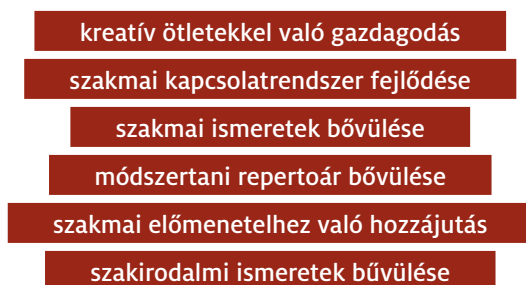 kreatív ötletekkel való gazdagodás
szakmai kapcsolatrendszer fejlődése
szakmai ismeretek bővülése
módszertani repertoár bővülése
szakmai előmenetelhez való hozzájutás
szakirodalmi ismeretek bűvülése